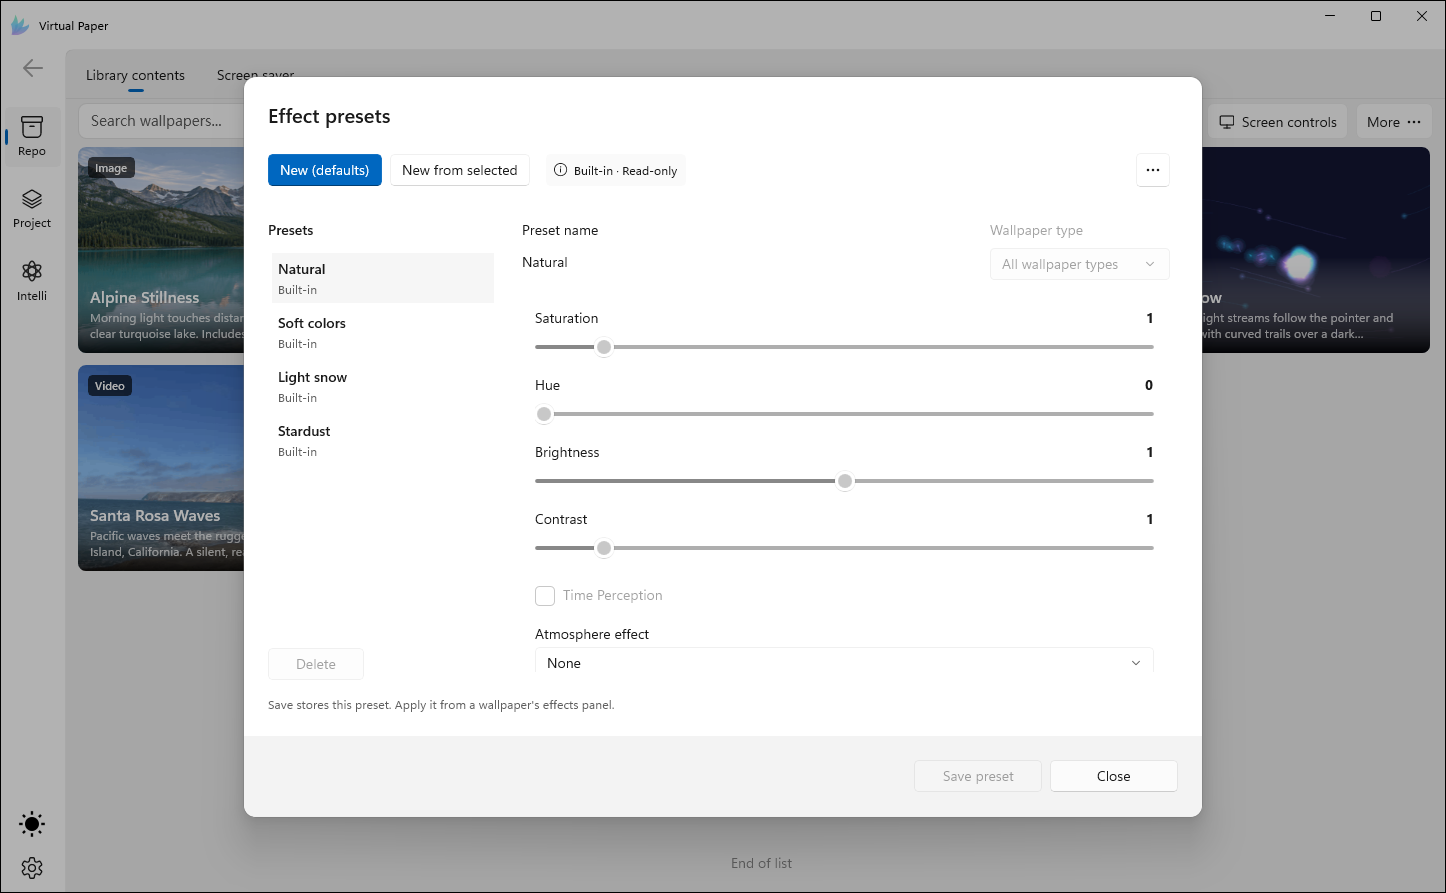 Virtual Paper
Library contents
Screen saver
Search wallpapers...
Screen controls
More
Repo
Project
Intelli
Image
Alpine Stillness
Morning light touches
clear turquoise lake. Includes
Video
Santa Rosa Waves
Pacific waves meet the
Island, California. A silent,
streams follow the pointer and
with curved trails over a dark...
Effect presets
New (defaults)
New from selected
Built-in · Read-only
Presets
Natural
Built-in
Soft colors
Built-in
Light snow
Built-in
Stardust
Built-in
Delete
Preset name
Natural
Wallpaper type
All wallpaper types
Saturation
1
Hue
0
Brightness
1
Contrast
1
Time Perception
Atmosphere effect
None
Save stores this preset. Apply it from a wallpaper's effects panel.
Save preset
Close
End of list